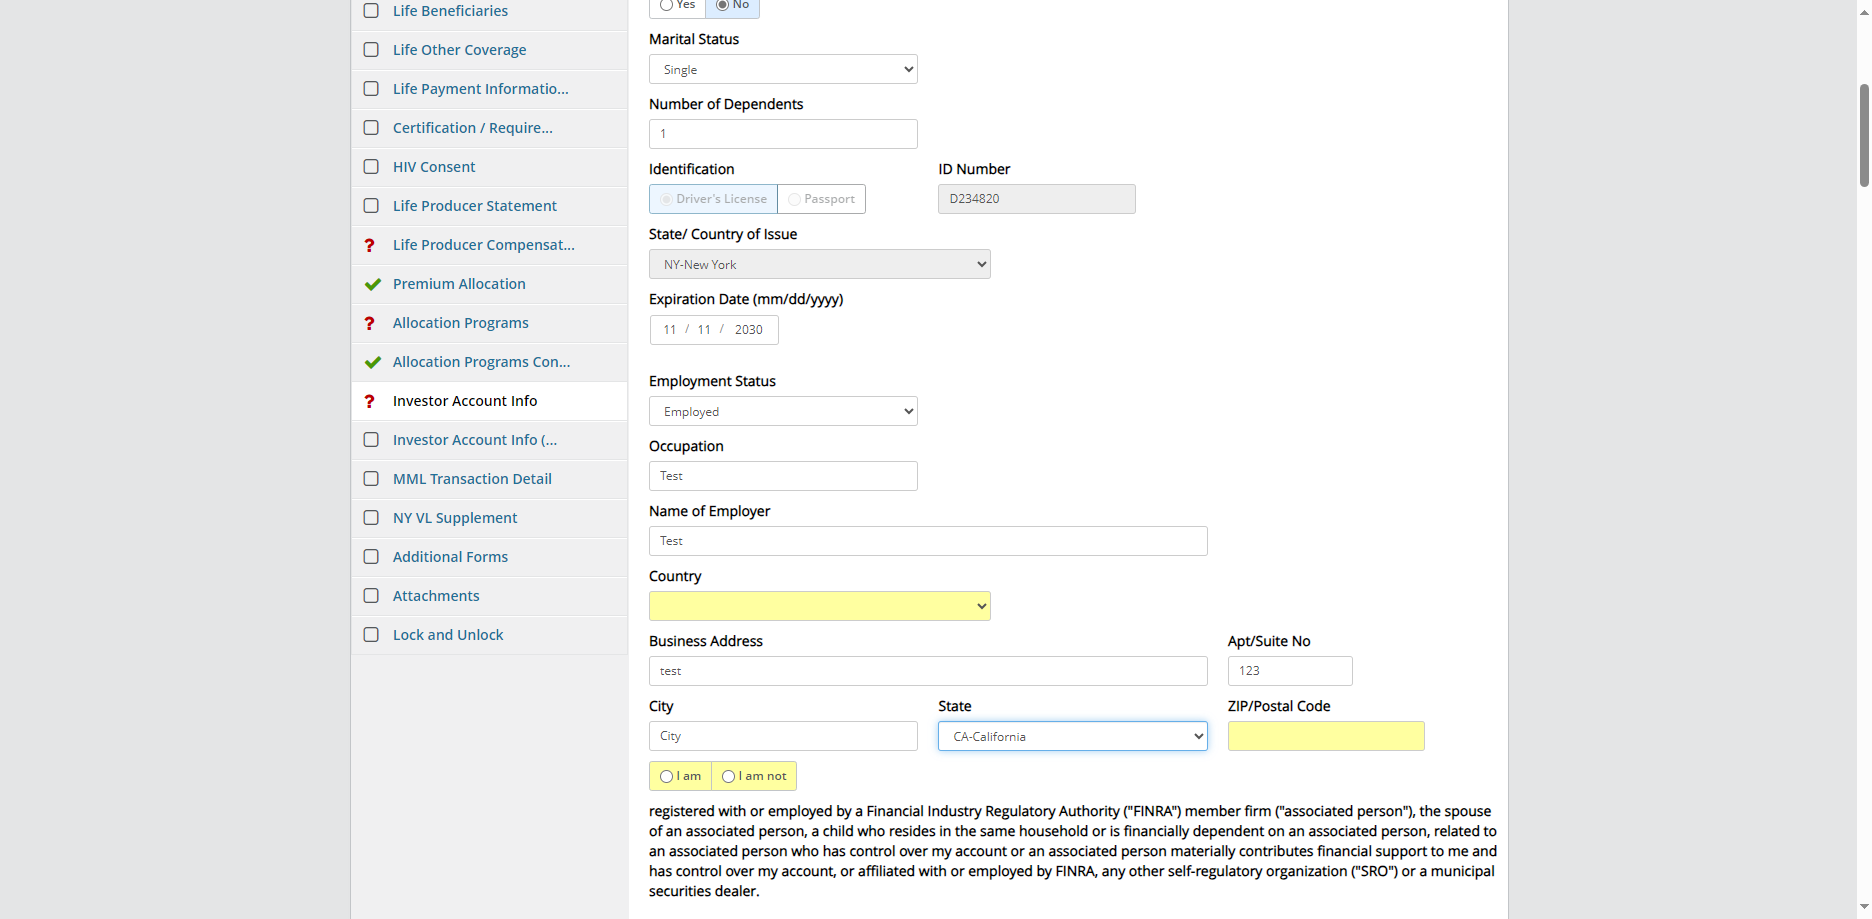 Life Beneficiaries
Life Other Coverage
Life Payment Informatio...
Certification / Require...
HIV Consent
Life Producer Statement
Life Producer Compensat...
Premium Allocation
Allocation Programs
Allocation Programs Con...
Investor Account Info
Investor Account Info (...
MML Transaction Detail
NY VL Supplement
Additional Forms
Attachments
Lock and Unlock
Yes No
Marital Status
Single
Number of Dependents
1
Identification ID Number
Driver's License Passport D234820
State/ Country of Issue
NY-New York
Expiration Date (mm/dd/yyyy)
11 / 11 / 2030
Employment Status
Employed
Occupation
Test
Name of Employer
Test
Country
Business Address Apt/Suite No
test 123
City State ZIP/Postal Code
City CA-California
I am I am not
registered with or employed by a Financial Industry Regulatory Authority ("FINRA") member firm ("associated person"), the spouse
of an associated person, a child who resides in the same household or is financially dependent on an associated person, related to
an associated person who has control over my account or an associated person materially contributes financial support to me and
has control over my account, or affiliated with or employed by FINRA, any other self-regulatory organization ("SRO") or a municipal
securities dealer.